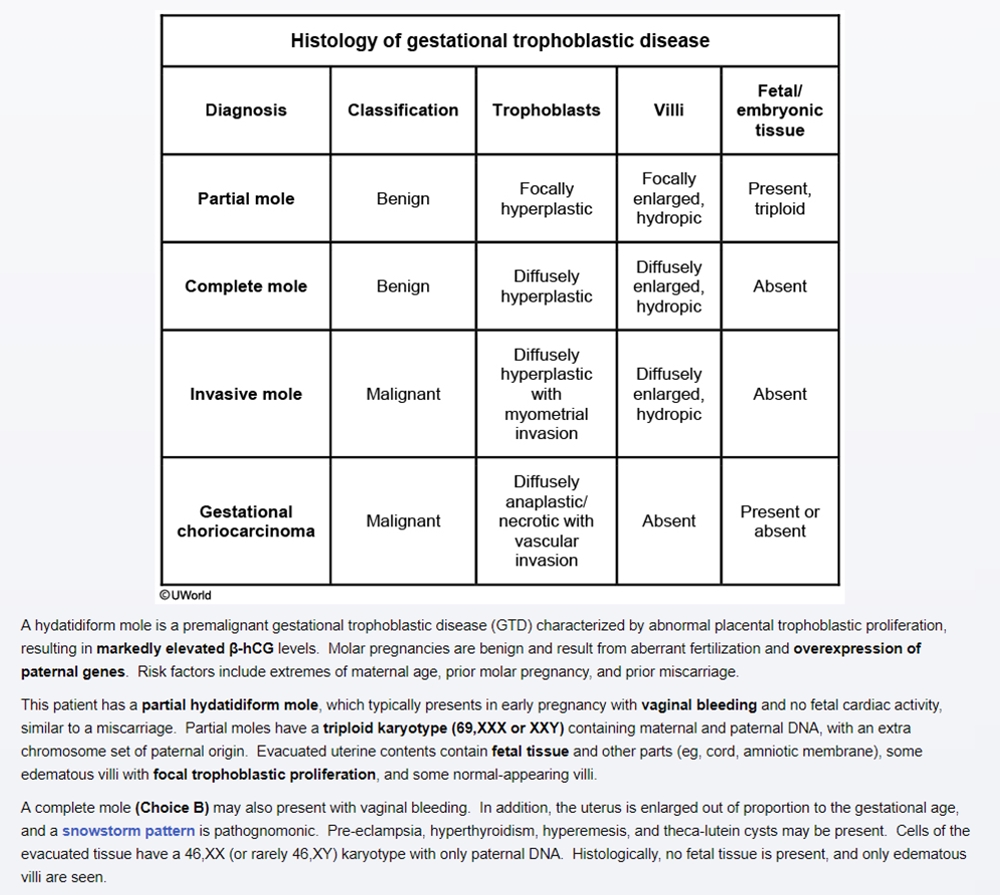 Histology of gestational trophoblastic disease
Diagnosis
Classification
Trophoblasts
Villi
Fetal/
embryonic
tissue
Partial mole
Benign
Focally
hyperplastic
Focally
enlarged,
hydropic
Present,
triploid
Complete mole
Benign
Diffusely
hyperplastic
Diffusely
enlarged,
hydropic
Absent
Invasive mole
Malignant
Diffusely
hyperplastic
with
myometrial
invasion
Diffusely
enlarged,
hydropic
Absent
Gestational
choriocarcinoma
Malignant
Diffusely
anaplastic/
necrotic with
vascular
invasion
Absent
Present or
absent
©UWorld
A hydatidiform mole is a premalignant gestational trophoblastic disease (GTD) characterized by abnormal placental trophoblastic proliferation,
resulting in markedly elevated β-hCG levels. Molar pregnancies are benign and result from aberrant fertilization and overexpression of
paternal genes. Risk factors include extremes of maternal age, prior molar pregnancy, and prior miscarriage.
This patient has a partial hydatidiform mole, which typically presents in early pregnancy with vaginal bleeding and no fetal cardiac activity,
similar to a miscarriage. Partial moles have a triploid karyotype (69,XXX or XXY) containing maternal and paternal DNA, with an extra
chromosome set of paternal origin. Evacuated uterine contents contain fetal tissue and other parts (eg, cord, amniotic membrane), some
edematous villi with focal trophoblastic proliferation, and some normal-appearing villi.
A complete mole (Choice B) may also present with vaginal bleeding. In addition, the uterus is enlarged out of proportion to the gestational age,
and a snowstorm pattern is pathognomonic. Pre-eclampsia, hyperthyroidism, hyperemesis, and theca-lutein cysts may be present. Cells of the
evacuated tissue have a 46,XX (or rarely 46,XY) karyotype with only paternal DNA. Histologically, no fetal tissue is present, and only edematous
villi are seen.